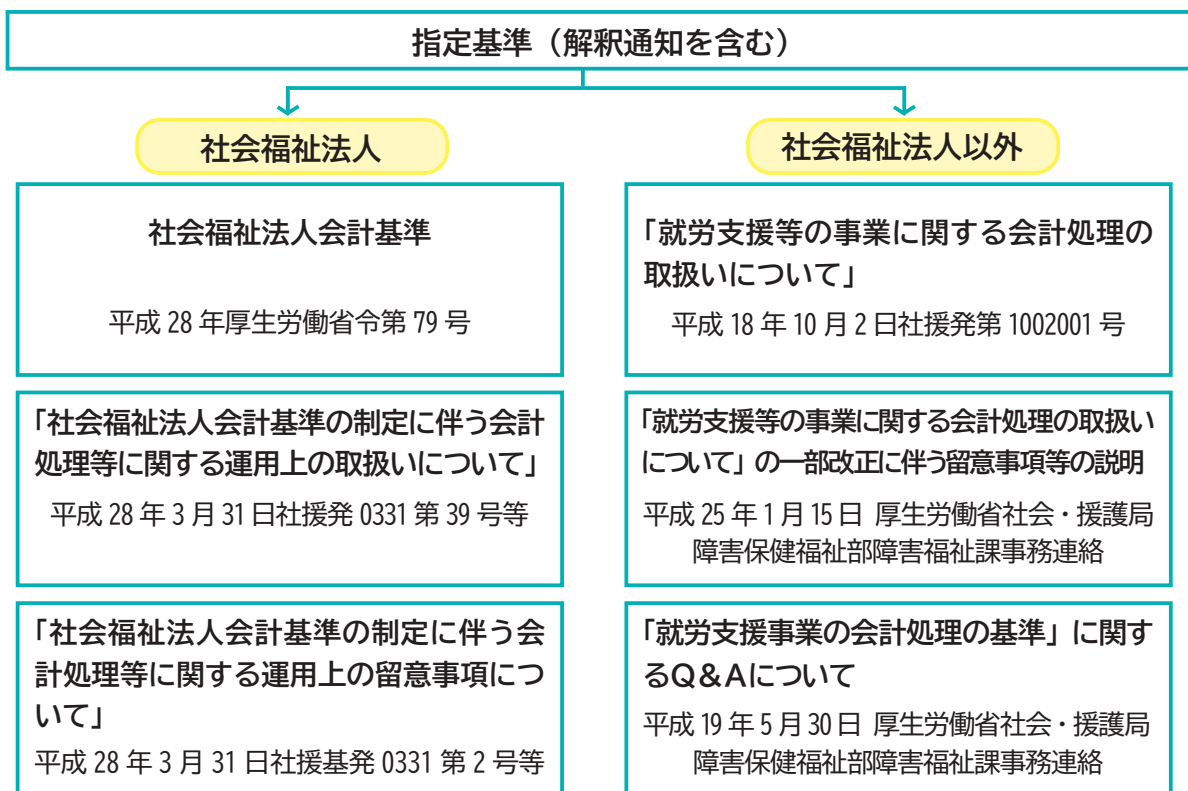 指定基準（解釈通知を含む）
社会福祉法人
社会福祉法人会計基準
平成 28 年厚生労働省令第 79 号
「社会福祉法人会計基準の制定に伴う会計
処理等に関する運用上の取扱いについて」
平成 28 年 3 月 31 日社援発 0331 第 39 号等
「社会福祉法人会計基準の制定に伴う会
計処理等に関する運用上の留意事項につ
いて」
平成 28 年 3 月 31 日社援基発 0331 第 2 号等
社会福祉法人以外
「就労支援等の事業に関する会計処理の
取扱いについて」
平成 18 年 10 月 2 日社援発第 1002001 号
「就労支援等の事業に関する会計処理の取扱い
について」の一部改正に伴う留意事項等の説明
平成 25 年 1 月 15 日 厚生労働省社会・援護局
障害保健福祉部障害福祉課事務連絡
「就労支援事業の会計処理の基準」に関す
るQ＆Aについて
平成 19 年 5 月 30 日 厚生労働省社会・援護局
障害保健福祉部障害福祉課事務連絡